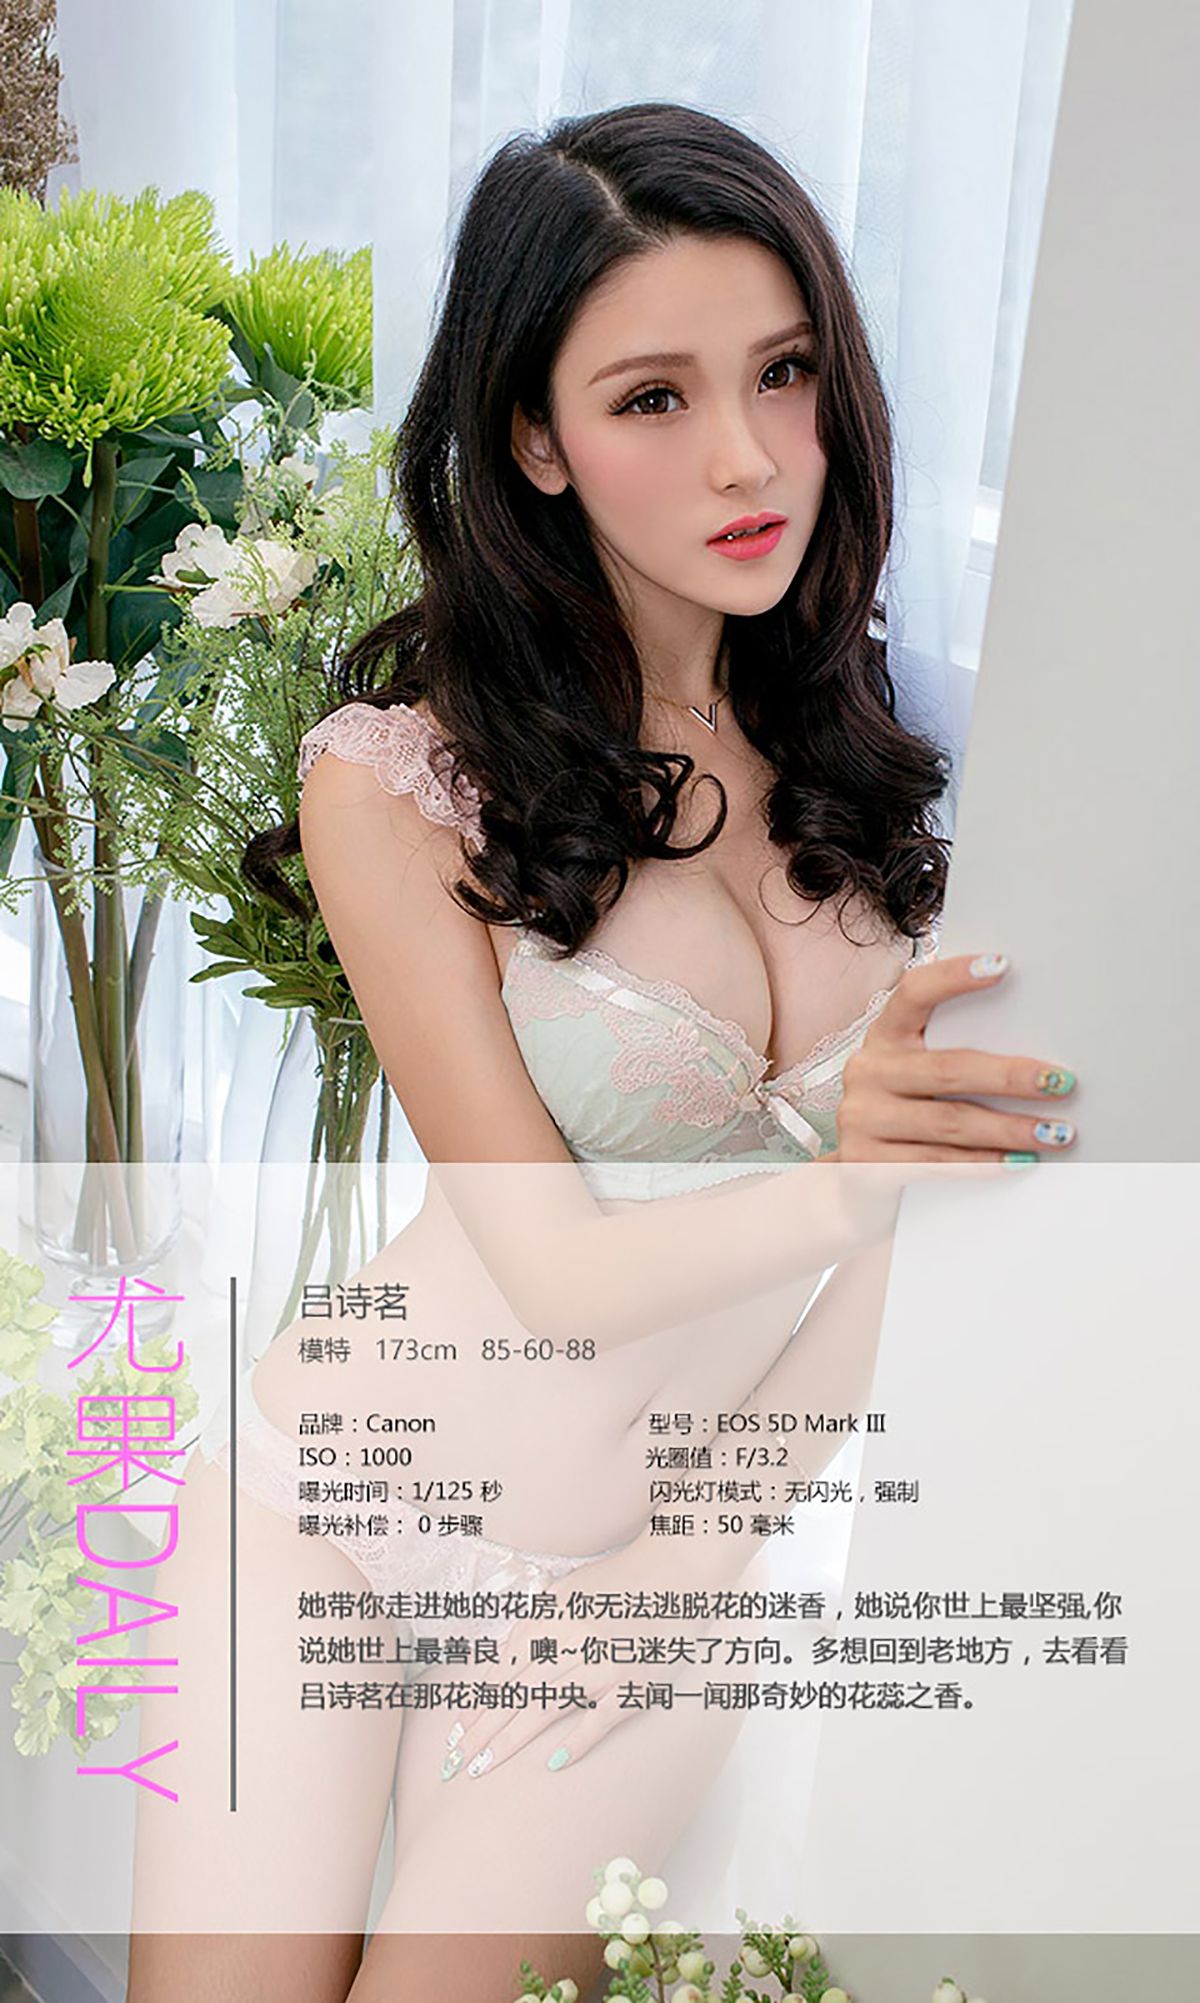 尤果DAILY
吕诗茗
模特 173cm 85-60-88
品牌：Canon 型号：EOS 5D Mark III
ISO：1000 光圈值：F/3.2
曝光时间：1/125 秒 闪光灯模式：无闪光，强制
曝光补偿： 0 步骤 焦距：50 毫米
她带你走进她的花房,你无法逃脱花的迷香，她说你世上最坚强,你
说她世上最善良，噢~你已迷失了方向。多想回到老地方，去看看
吕诗茗在那花海的中央。去闻一闻那奇妙的花蕊之香。